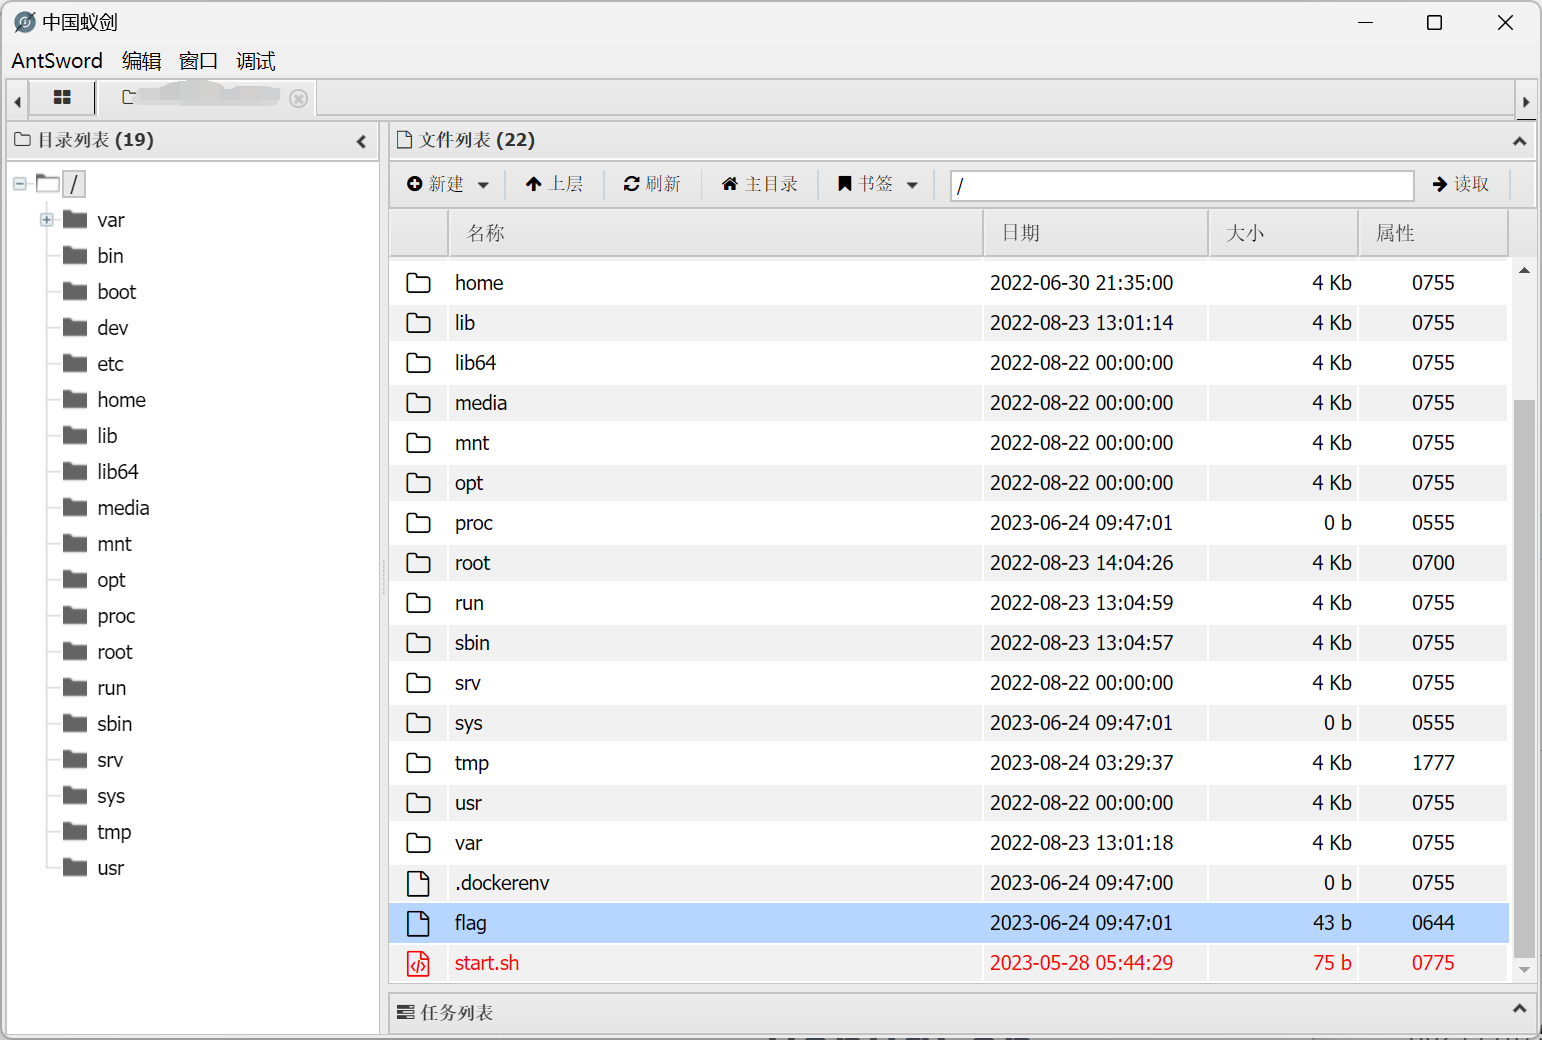 中国蚁剑
AntSword 编辑 窗口 调试
目录列表 (19)
/
var
bin
boot
dev
etc
home
lib
lib64
media
mnt
opt
proc
root
run
sbin
srv
sys
tmp
usr
文件列表 (22)
新建 上层 刷新 主目录 书签 / 读取
名称 日期 大小 属性
home 2022-06-30 21:35:00 4 Kb 0755
lib 2022-08-23 13:01:14 4 Kb 0755
lib64 2022-08-22 00:00:00 4 Kb 0755
media 2022-08-22 00:00:00 4 Kb 0755
mnt 2022-08-22 00:00:00 4 Kb 0755
opt 2022-08-22 00:00:00 4 Kb 0755
proc 2023-06-24 09:47:01 0 b 0555
root 2022-08-23 14:04:26 4 Kb 0700
run 2022-08-23 13:04:59 4 Kb 0755
sbin 2022-08-23 13:04:57 4 Kb 0755
srv 2022-08-22 00:00:00 4 Kb 0755
sys 2023-06-24 09:47:01 0 b 0555
tmp 2023-08-24 03:29:37 4 Kb 1777
usr 2022-08-22 00:00:00 4 Kb 0755
var 2022-08-23 13:01:18 4 Kb 0755
.dockerenv 2023-06-24 09:47:00 0 b 0755
flag 2023-06-24 09:47:01 43 b 0644
start.sh 2023-05-28 05:44:29 75 b 0775
任务列表